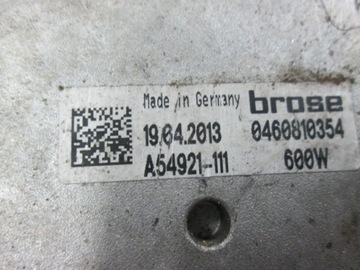 Made in Germany brose
19.04.2013 0460810354
A54921-111 600W